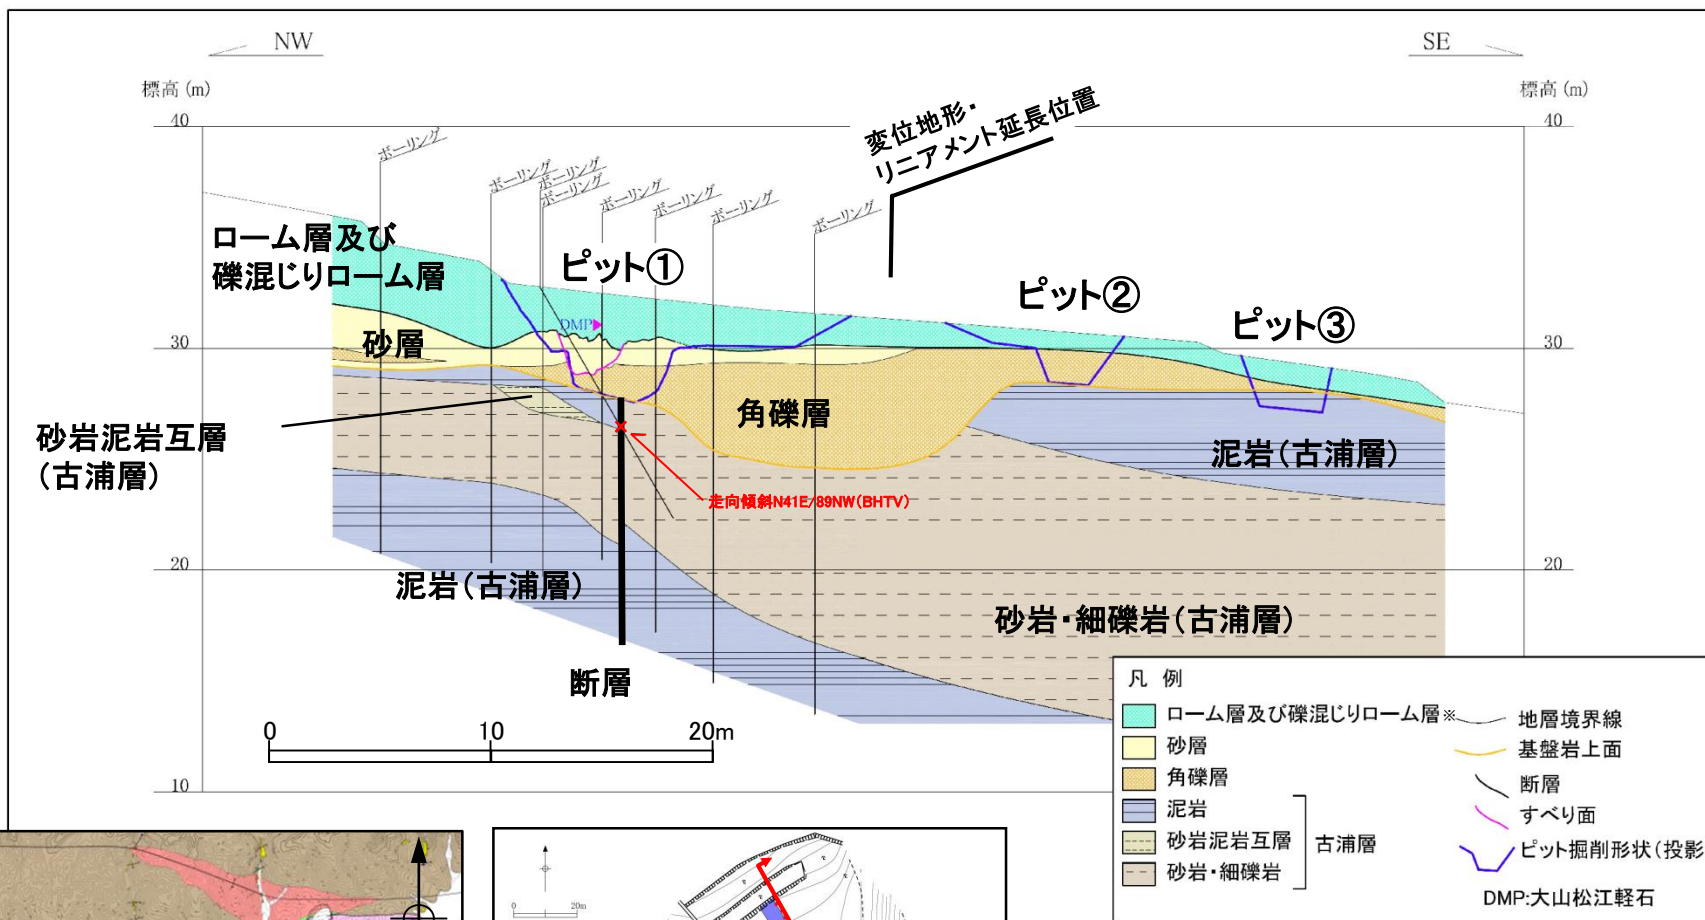 NW
SE
標高(m)
標高(m)
40
40
変位地形・
リニアメント延長位置
ボーリング
ボーリング
ボーリング
ボーリング
ボーリング
ボーリング
ボーリング
ボーリング
ローム層及び
礫混じりローム層
ピット①
ピット②
ピット③
DMP
砂層
30
30
角礫層
砂岩泥岩互層
(古浦層)
泥岩(古浦層)
走向傾斜N41E/89NW(BHTV)
20
20
泥岩(古浦層)
砂岩・細礫岩(古浦層)
断層
0 10 20m
10
凡 例
ローム層及び礫混じりローム層※
砂層
角礫層
泥岩
砂岩泥岩互層
砂岩・細礫岩
古浦層
地層境界線
基盤岩上面
断層
すべり面
ピット掘削形状(投影
DMP:大山松江軽石
0 20m